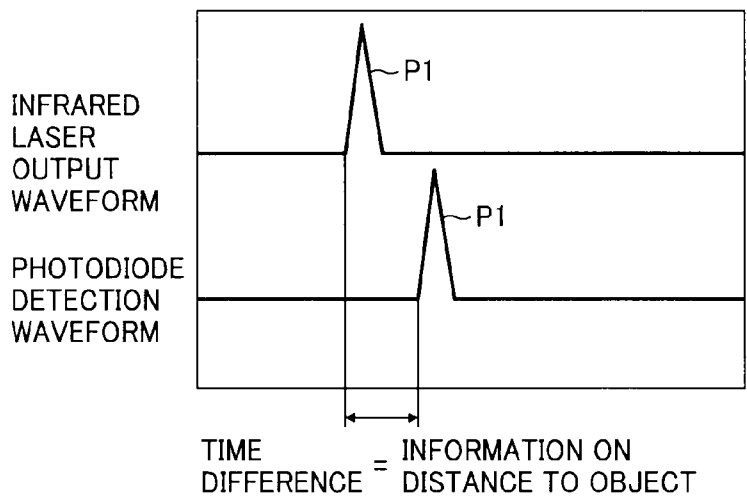 INFRARED
LASER
OUTPUT
WAVEFORM
P1
P1
PHOTODIODE
DETECTION
WAVEFORM
TIME
DIFFERENCE
=
INFORMATION ON
DISTANCE TO OBJECT